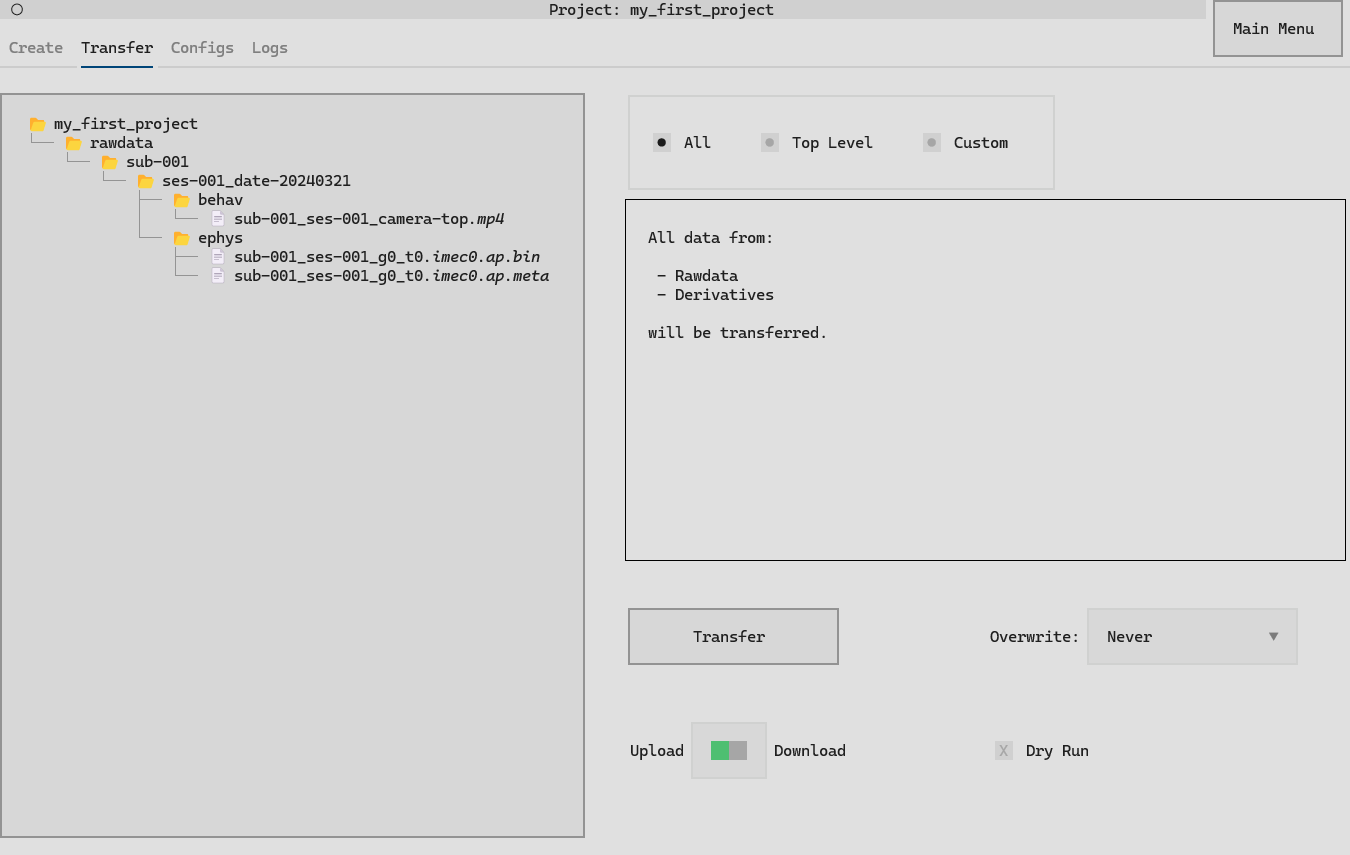 Project: my_first_project
Main Menu
Create Transfer Configs Logs
my_first_project
rawdata
sub-001
ses-001_date-20240321
behav
sub-001_ses-001_camera-top.mp4
ephys
sub-001_ses-001_g0_t0.imec0.ap.bin
sub-001_ses-001_g0_t0.imec0.ap.meta
All Top Level Custom
All data from:
- Rawdata
- Derivatives
will be transferred.
Transfer
Overwrite: Never
Upload Download
X Dry Run